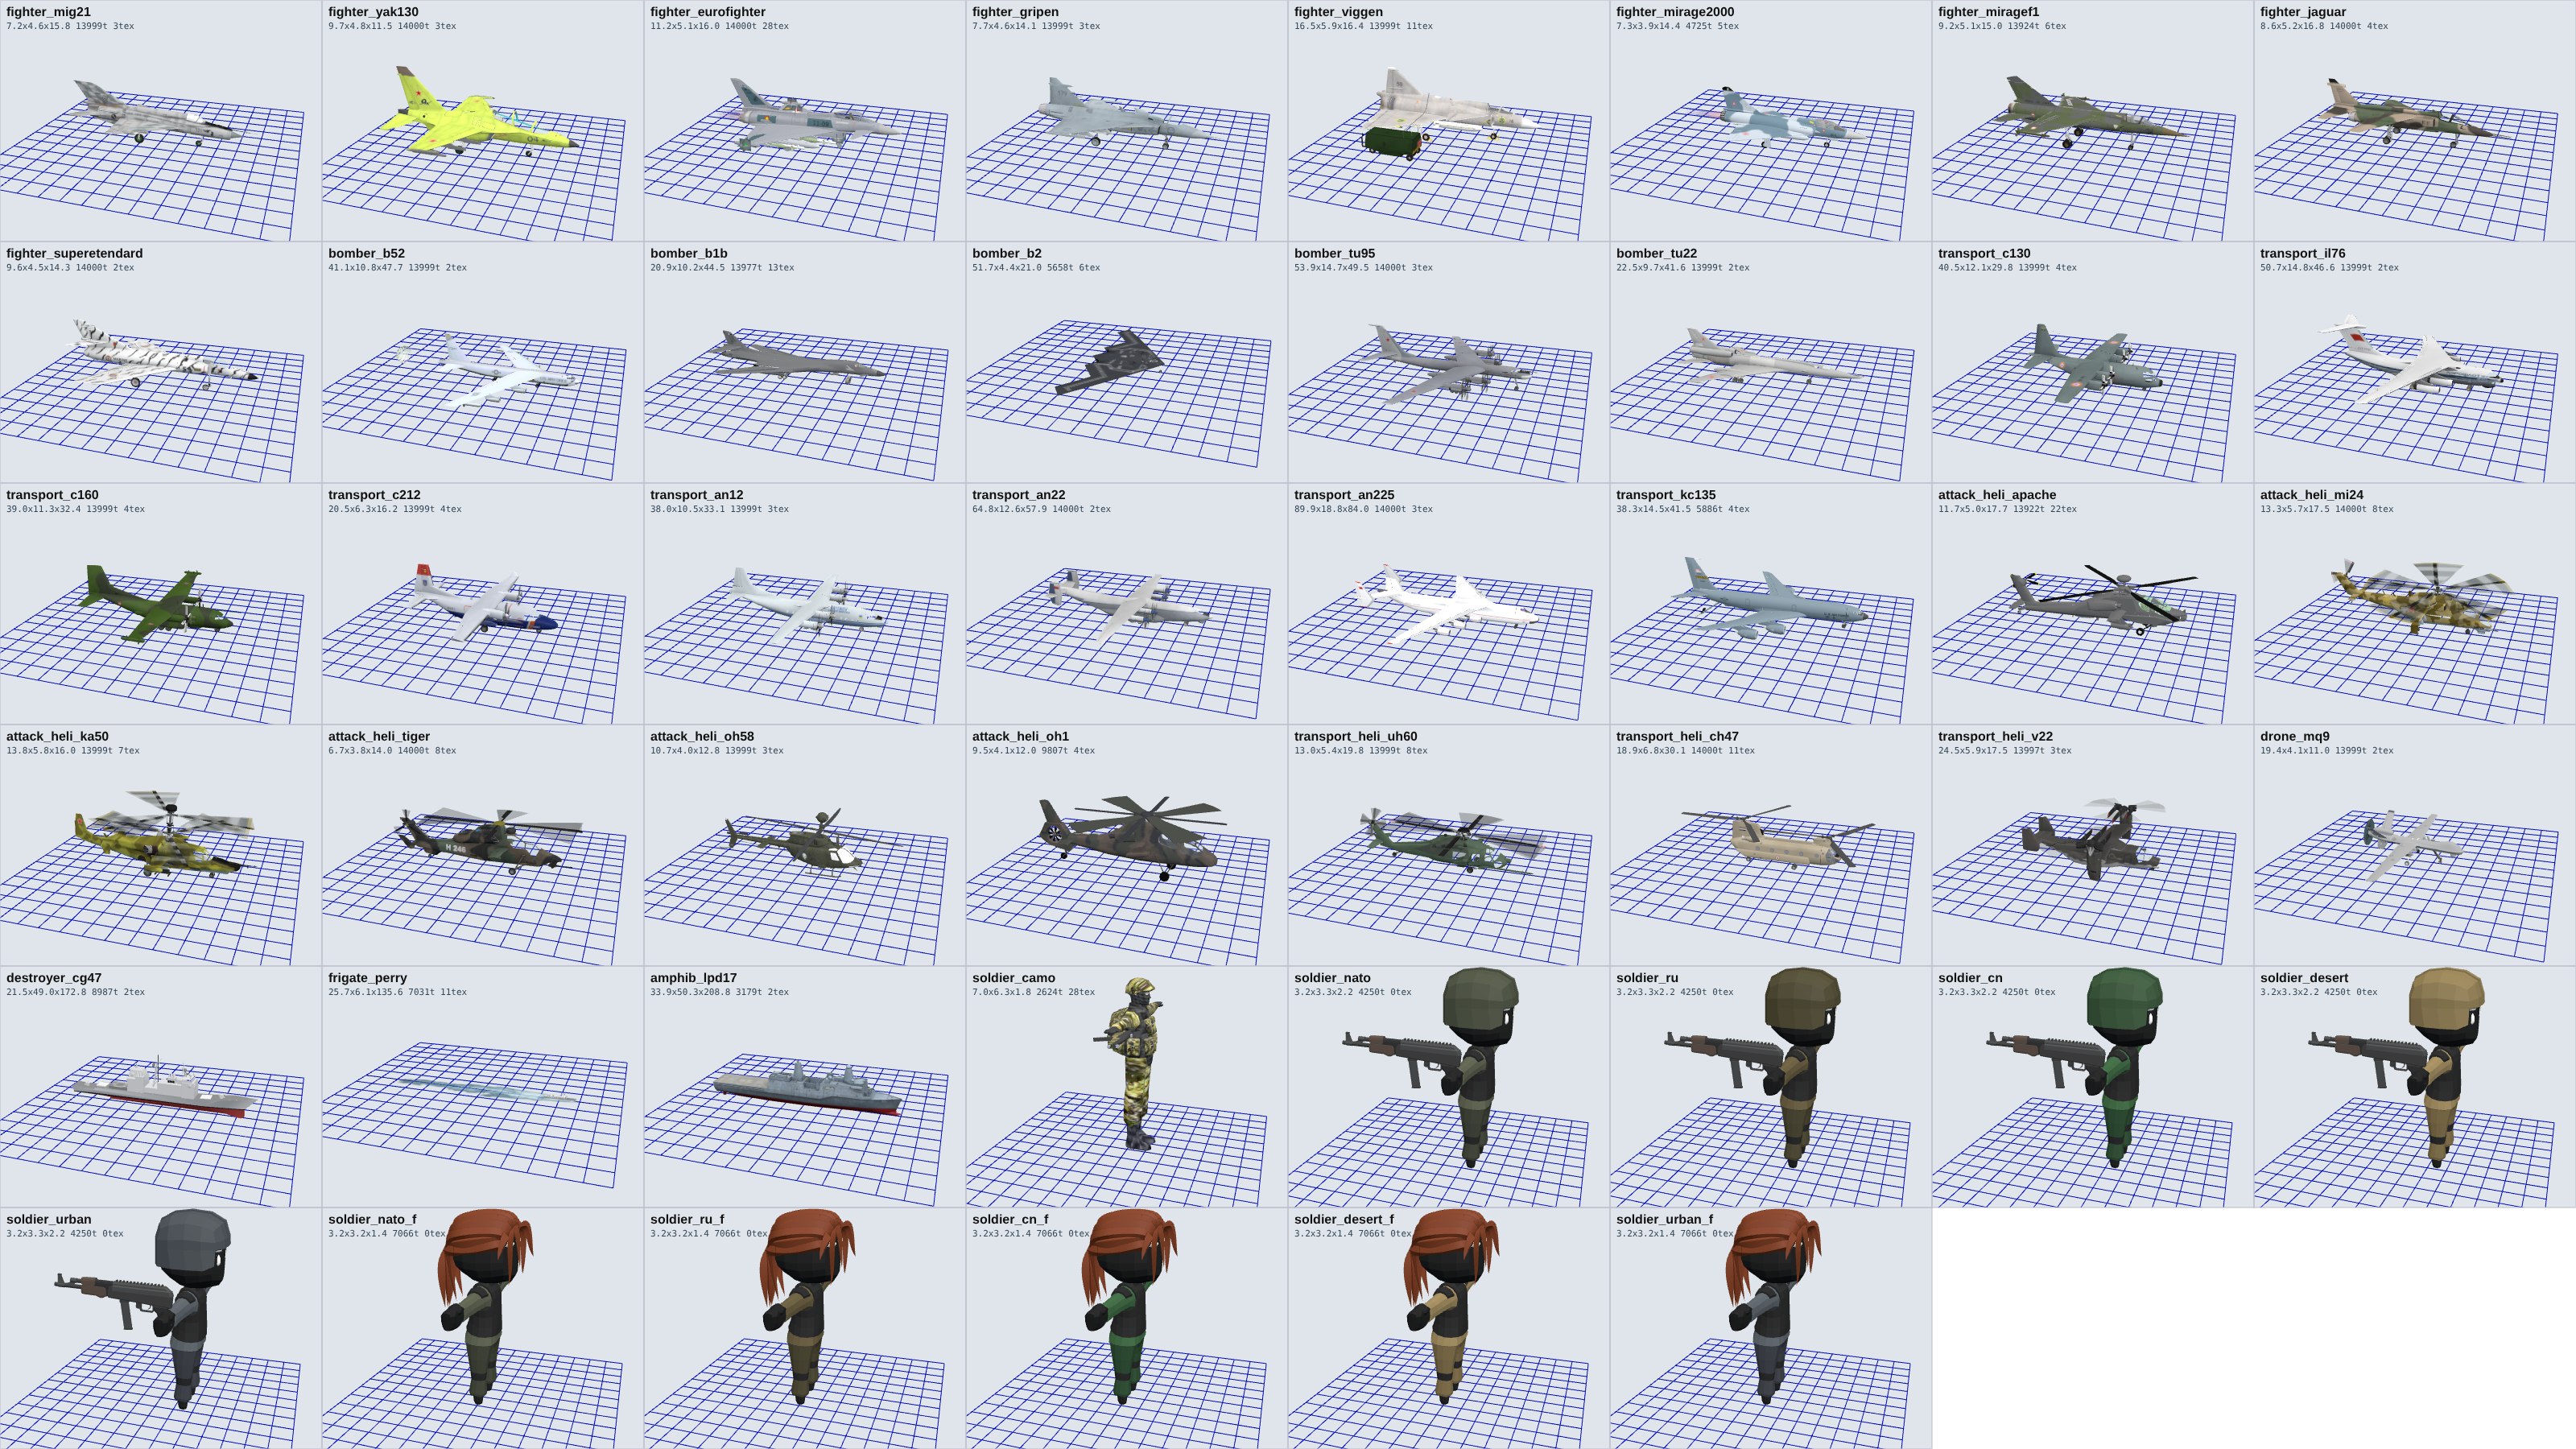 fighter_mig21
7.2x4.6x15.8 13999t 3tex
fighter_yak130
9.7x4.8x11.5 14000t 3tex
fighter_eurofighter
11.2x5.1x16.0 14000t 28tex
fighter_gripen
7.7x4.6x14.1 13999t 3tex
fighter_viggen
16.5x5.9x16.4 13999t 11tex
fighter_mirage2000
7.3x3.9x14.4 4725t 5tex
fighter_miragef1
9.2x5.1x15.0 13924t 6tex
fighter_jaguar
8.6x5.2x16.8 14000t 4tex
fighter_superetendard
9.6x4.5x14.3 14000t 2tex
bomber_b52
41.1x10.8x47.7 13999t 2tex
bomber_b1b
20.9x10.2x44.5 13977t 13tex
bomber_b2
51.7x4.4x21.0 5658t 6tex
bomber_tu95
53.9x14.7x49.5 14000t 3tex
bomber_tu22
22.5x9.7x41.6 13999t 2tex
transport_c130
40.5x12.1x29.8 13999t 4tex
transport_il76
50.7x14.8x46.6 13999t 2tex
transport_c160
39.0x11.3x32.4 13999t 4tex
transport_c212
20.5x6.3x16.2 13999t 4tex
transport_an12
38.0x10.5x33.1 13999t 3tex
transport_an22
64.8x12.6x57.9 14000t 2tex
transport_an225
89.9x18.8x84.0 14000t 3tex
transport_kc135
38.3x14.5x41.5 5886t 4tex
attack_heli_apache
11.7x5.0x17.7 13922t 22tex
attack_heli_mi24
13.3x5.7x17.5 14000t 8tex
attack_heli_ka50
13.8x5.8x16.0 13999t 7tex
attack_heli_tiger
6.7x3.8x14.0 14000t 8tex
H 246
attack_heli_oh58
10.7x4.0x12.8 13999t 3tex
attack_heli_oh1
9.5x4.1x12.0 9807t 4tex
transport_heli_uh60
13.0x5.4x19.8 13999t 8tex
transport_heli_ch47
18.9x6.8x30.1 14000t 11tex
transport_heli_v22
24.5x5.9x17.5 13997t 3tex
drone_mq9
19.4x4.1x11.0 13999t 2tex
destroyer_cg47
21.5x49.0x172.8 8987t 2tex
frigate_perry
25.7x6.1x135.6 7031t 11tex
amphib_lpd17
33.9x50.3x208.8 3179t 2tex
soldier_camo
7.0x6.3x1.8 2624t 28tex
soldier_nato
3.2x3.3x2.2 4250t 0tex
soldier_ru
3.2x3.3x2.2 4250t 0tex
soldier_cn
3.2x3.3x2.2 4250t 0tex
soldier_desert
3.2x3.3x2.2 4250t 0tex
soldier_urban
3.2x3.3x2.2 4250t 0tex
soldier_nato_f
3.2x3.2x1.4 7066t 0tex
soldier_ru_f
3.2x3.2x1.4 7066t 0tex
soldier_cn_f
3.2x3.2x1.4 7066t 0tex
soldier_desert_f
3.2x3.2x1.4 7066t 0tex
soldier_urban_f
3.2x3.2x1.4 7066t 0tex